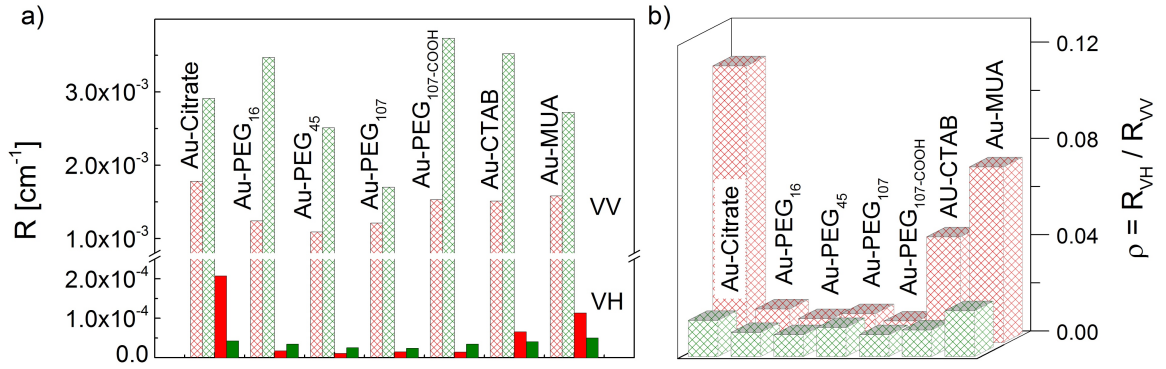 a)
R [cm⁻¹]
3.0x10⁻³
2.0x10⁻³
1.0x10⁻³
2.0x10⁻⁴
1.0x10⁻⁴
0.0
Au-Citrate
Au-PEG₁₆
Au-PEG₄₅
Au-PEG₁₀₇
Au-PEG₁₀₇₋COOH
Au-CTAB
Au-MUA
VV
VH
b)
Au-Citrate
Au-PEG₁₆
Au-PEG₄₅
Au-PEG₁₀₇
Au-PEG₁₀₇₋COOH
AU-CTAB
Au-MUA
0.12
0.08
0.04
0.00
ρ = R_VH / R_VV